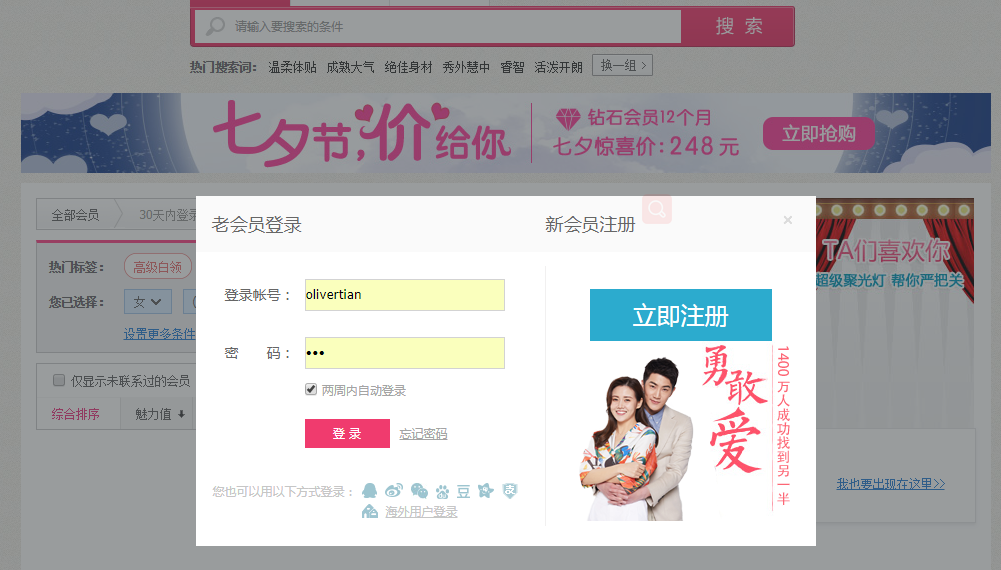 请输入要搜索的条件
搜 索
热门搜索词： 温柔体贴 成熟大气 绝佳身材 秀外慧中 睿智 活泼开朗 换一组 >
七夕节，价给你
钻石会员12个月
七夕惊喜价：248元
立即抢购
全部会员 30天内登录
热门标签： 高级白领
您已选择： 女
设置更多条件
仅显示未联系过的会员
综合排序 魅力值
TA们喜欢你
超级聚光灯 帮你严把关
我也要出现在这里>>
老会员登录
登录帐号： olivertian
密 码：
两周内自动登录
登 录 忘记密码
您也可以用以下方式登录：
豆
支
海外用户登录
新会员注册 ×
立即注册
勇敢爱
1400 万人成功找到另一半